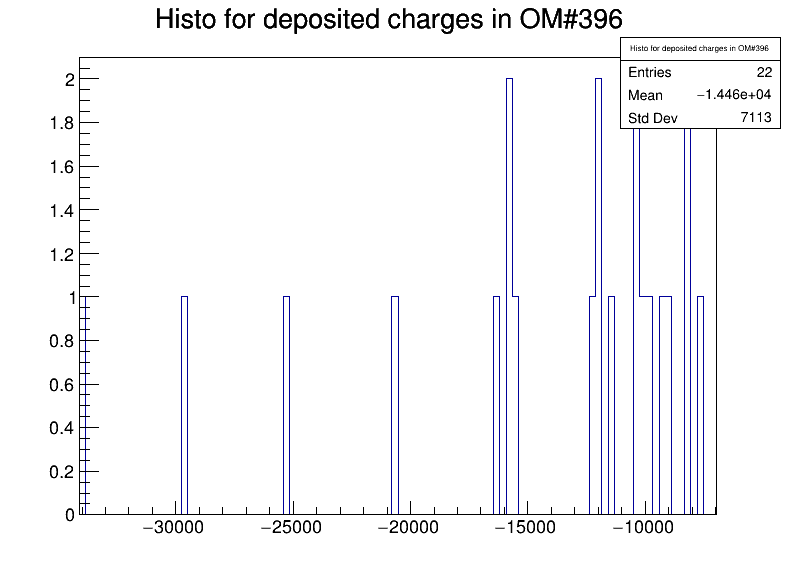 Histo for deposited charges in OM#396
Histo for deposited charges in OM#396
Entries 22
Mean −1.446e+04
Std Dev 7113
2
1.8
1.6
1.4
1.2
1
0.8
0.6
0.4
0.2
0
−30000 −25000 −20000 −15000 −10000